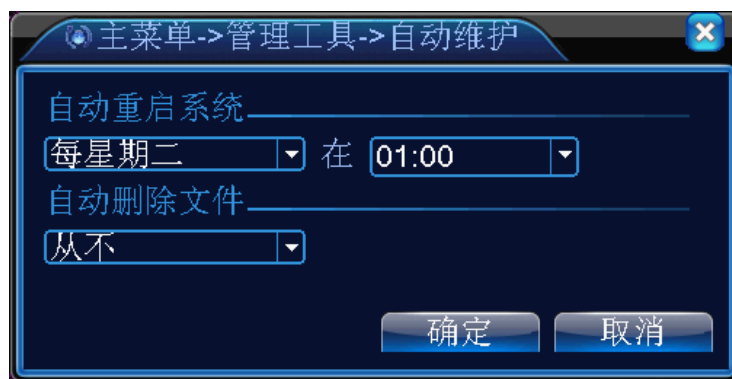 主菜单->管理工具->自动维护
自动重启系统
每星期二 在 01:00
自动删除文件
从不
确定 取消